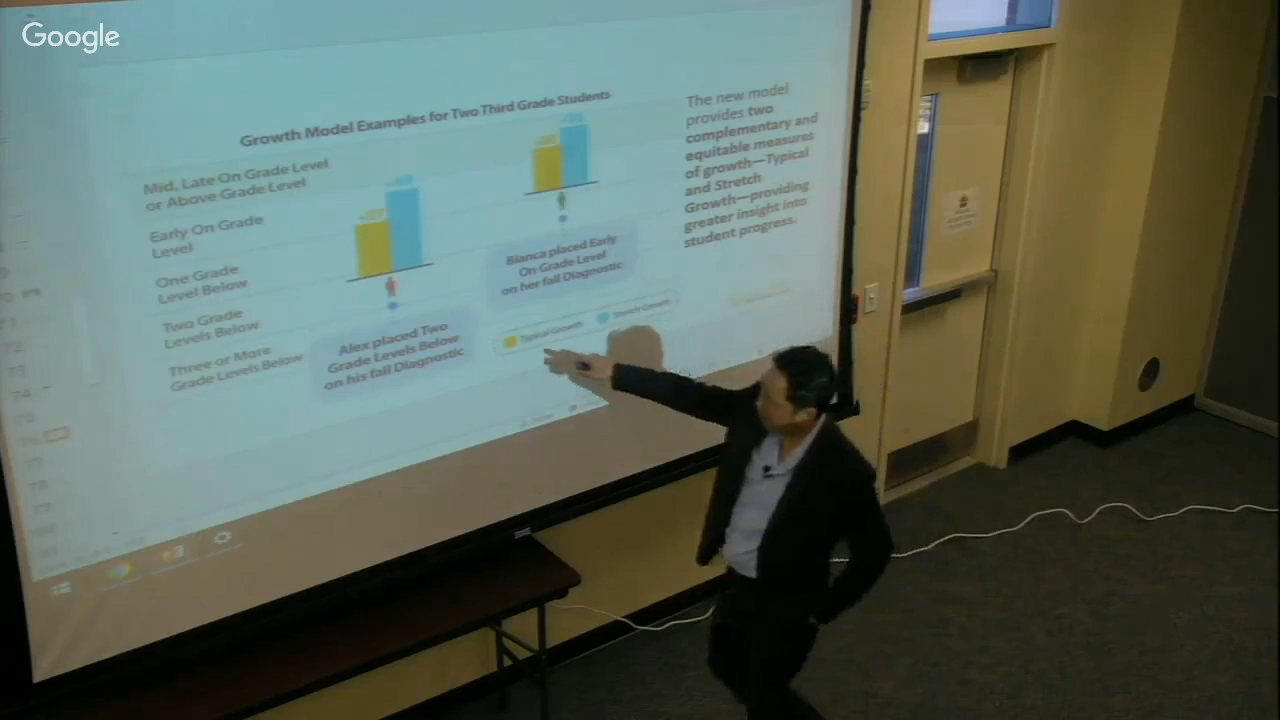 Google
Growth Model Examples for Two Third Grade Students
Mid, Late On Grade Level
or Above Grade Level
Early On Grade
Level
One Grade
Level Below
Two Grade
Levels Below
Three or More
Grade Levels Below
Alex placed Two
Grade Levels Below
on his fall Diagnostic
Bianca placed Early
On Grade Level
on her fall Diagnostic
Typical Growth
Stretch Growth
The new model
provides two
complementary and
equitable measures
of growth—Typical
and Stretch
Growth—providing
greater insight into
student progress.